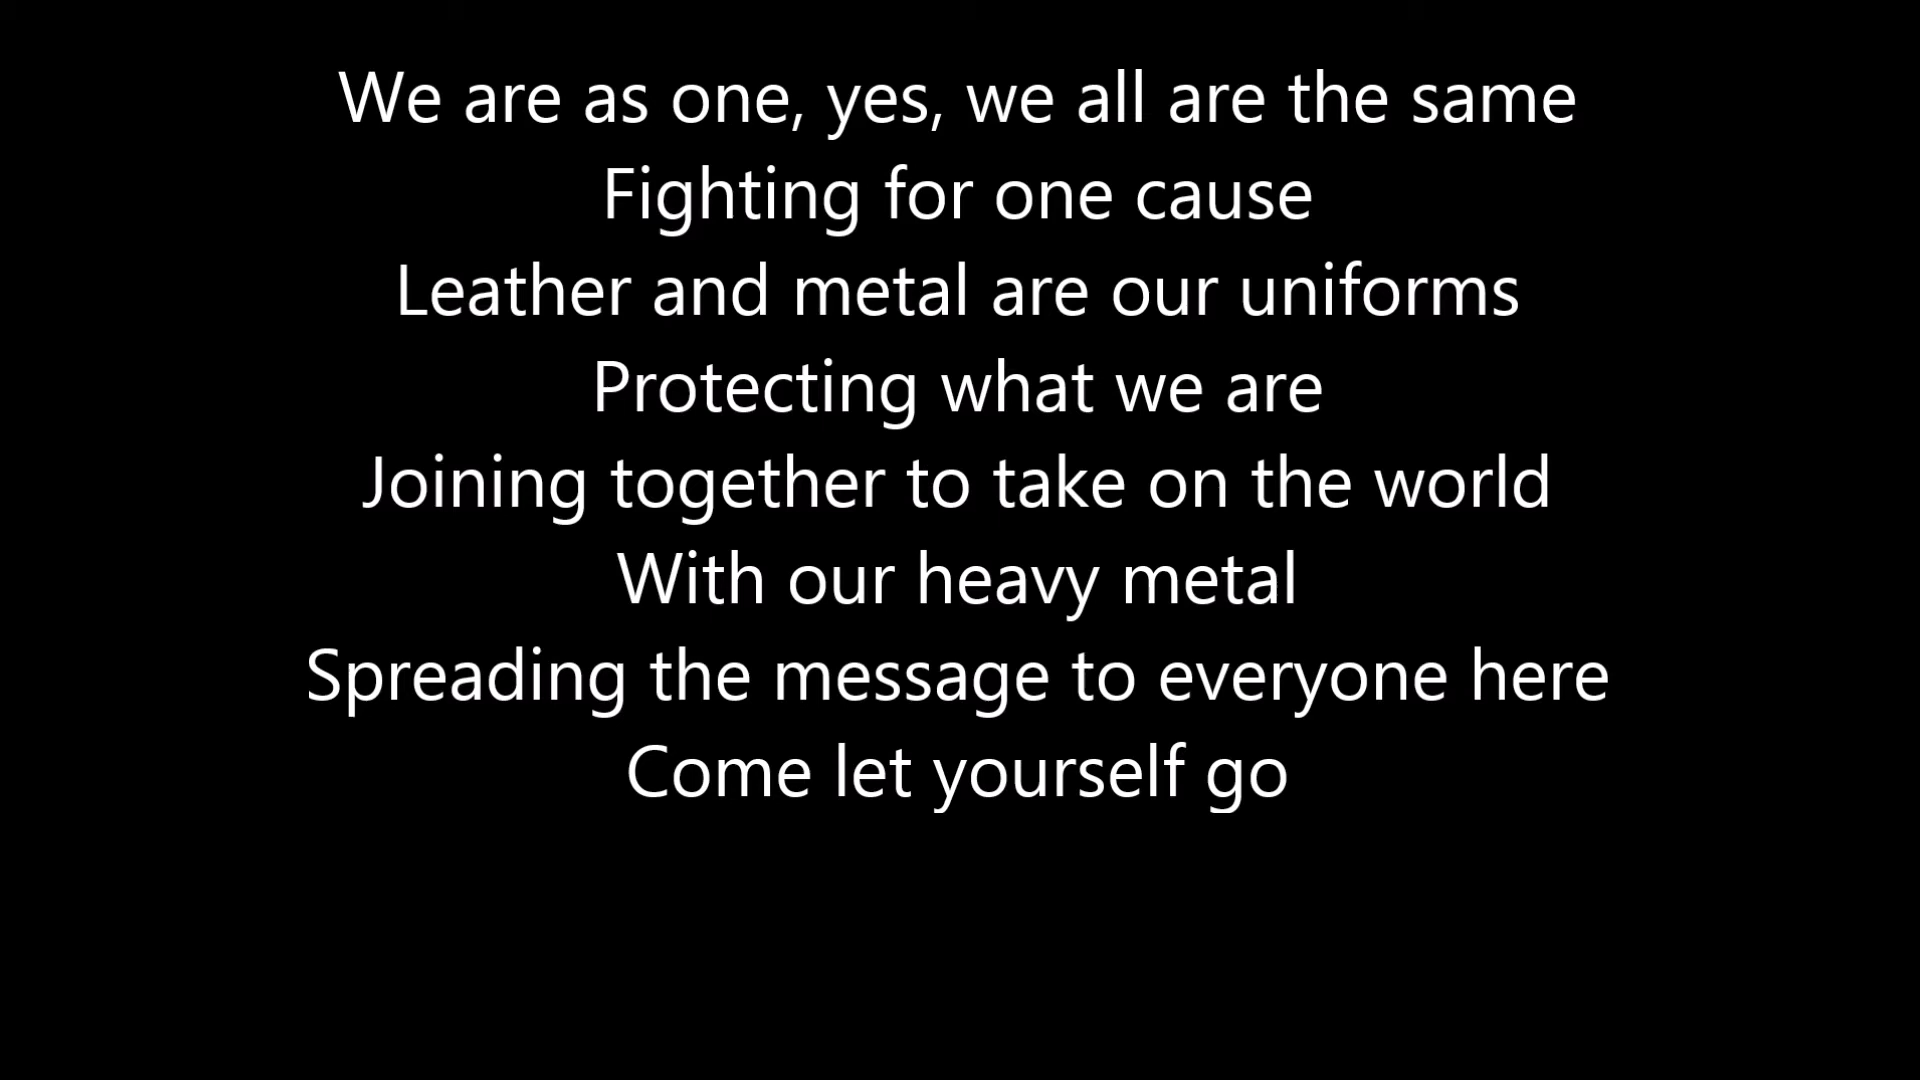 We are as one, yes, we all are the same
Fighting for one cause
Leather and metal are our uniforms
Protecting what we are
Joining together to take on the world
With our heavy metal
Spreading the message to everyone here
Come let yourself go